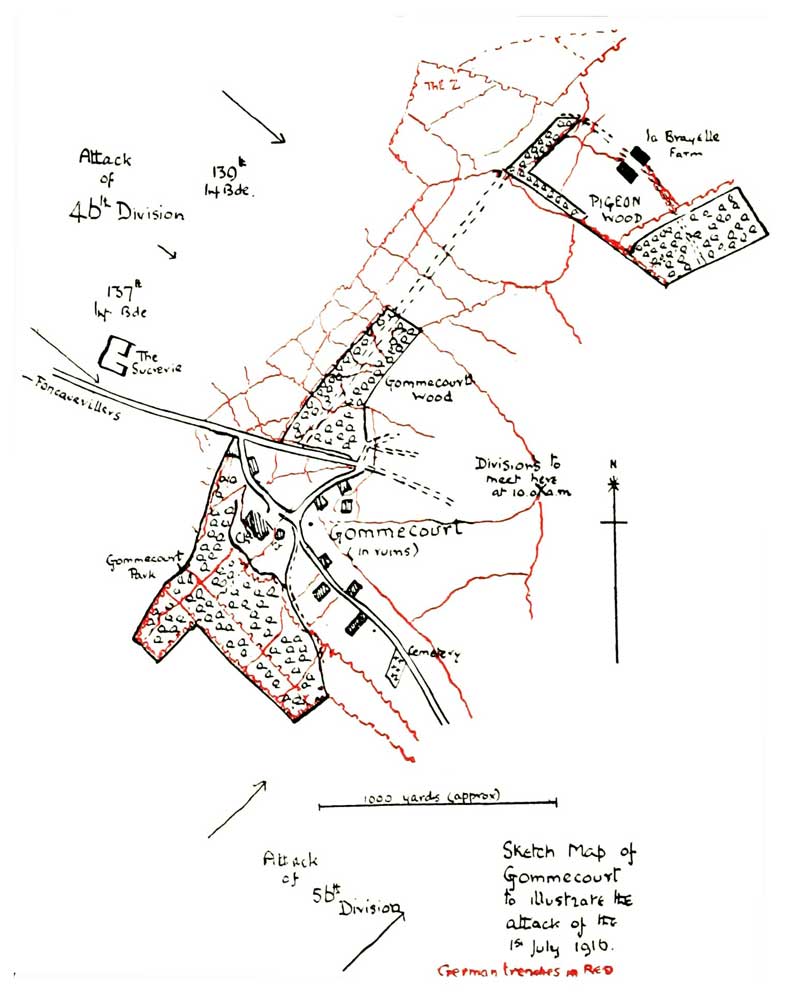 THE Z
la Brayelle
Farm
PIGEON
WOOD
Attack
of
46th Division
139th
Inf Bde.
137th
Inf Bde
The
Sucrerie
Foncquevillers
Gommecourt
Wood
Divisions to
meet here
at 10.0 a.m
N
Gommecourt
(in ruins)
Ch
Gommecourt
Park
Cemetery
1000 yards (approx)
Attack
of
56th
Division
Sketch Map of
Gommecourt
to illustrate the
attack of the
1st July 1916.
German trenches in RED